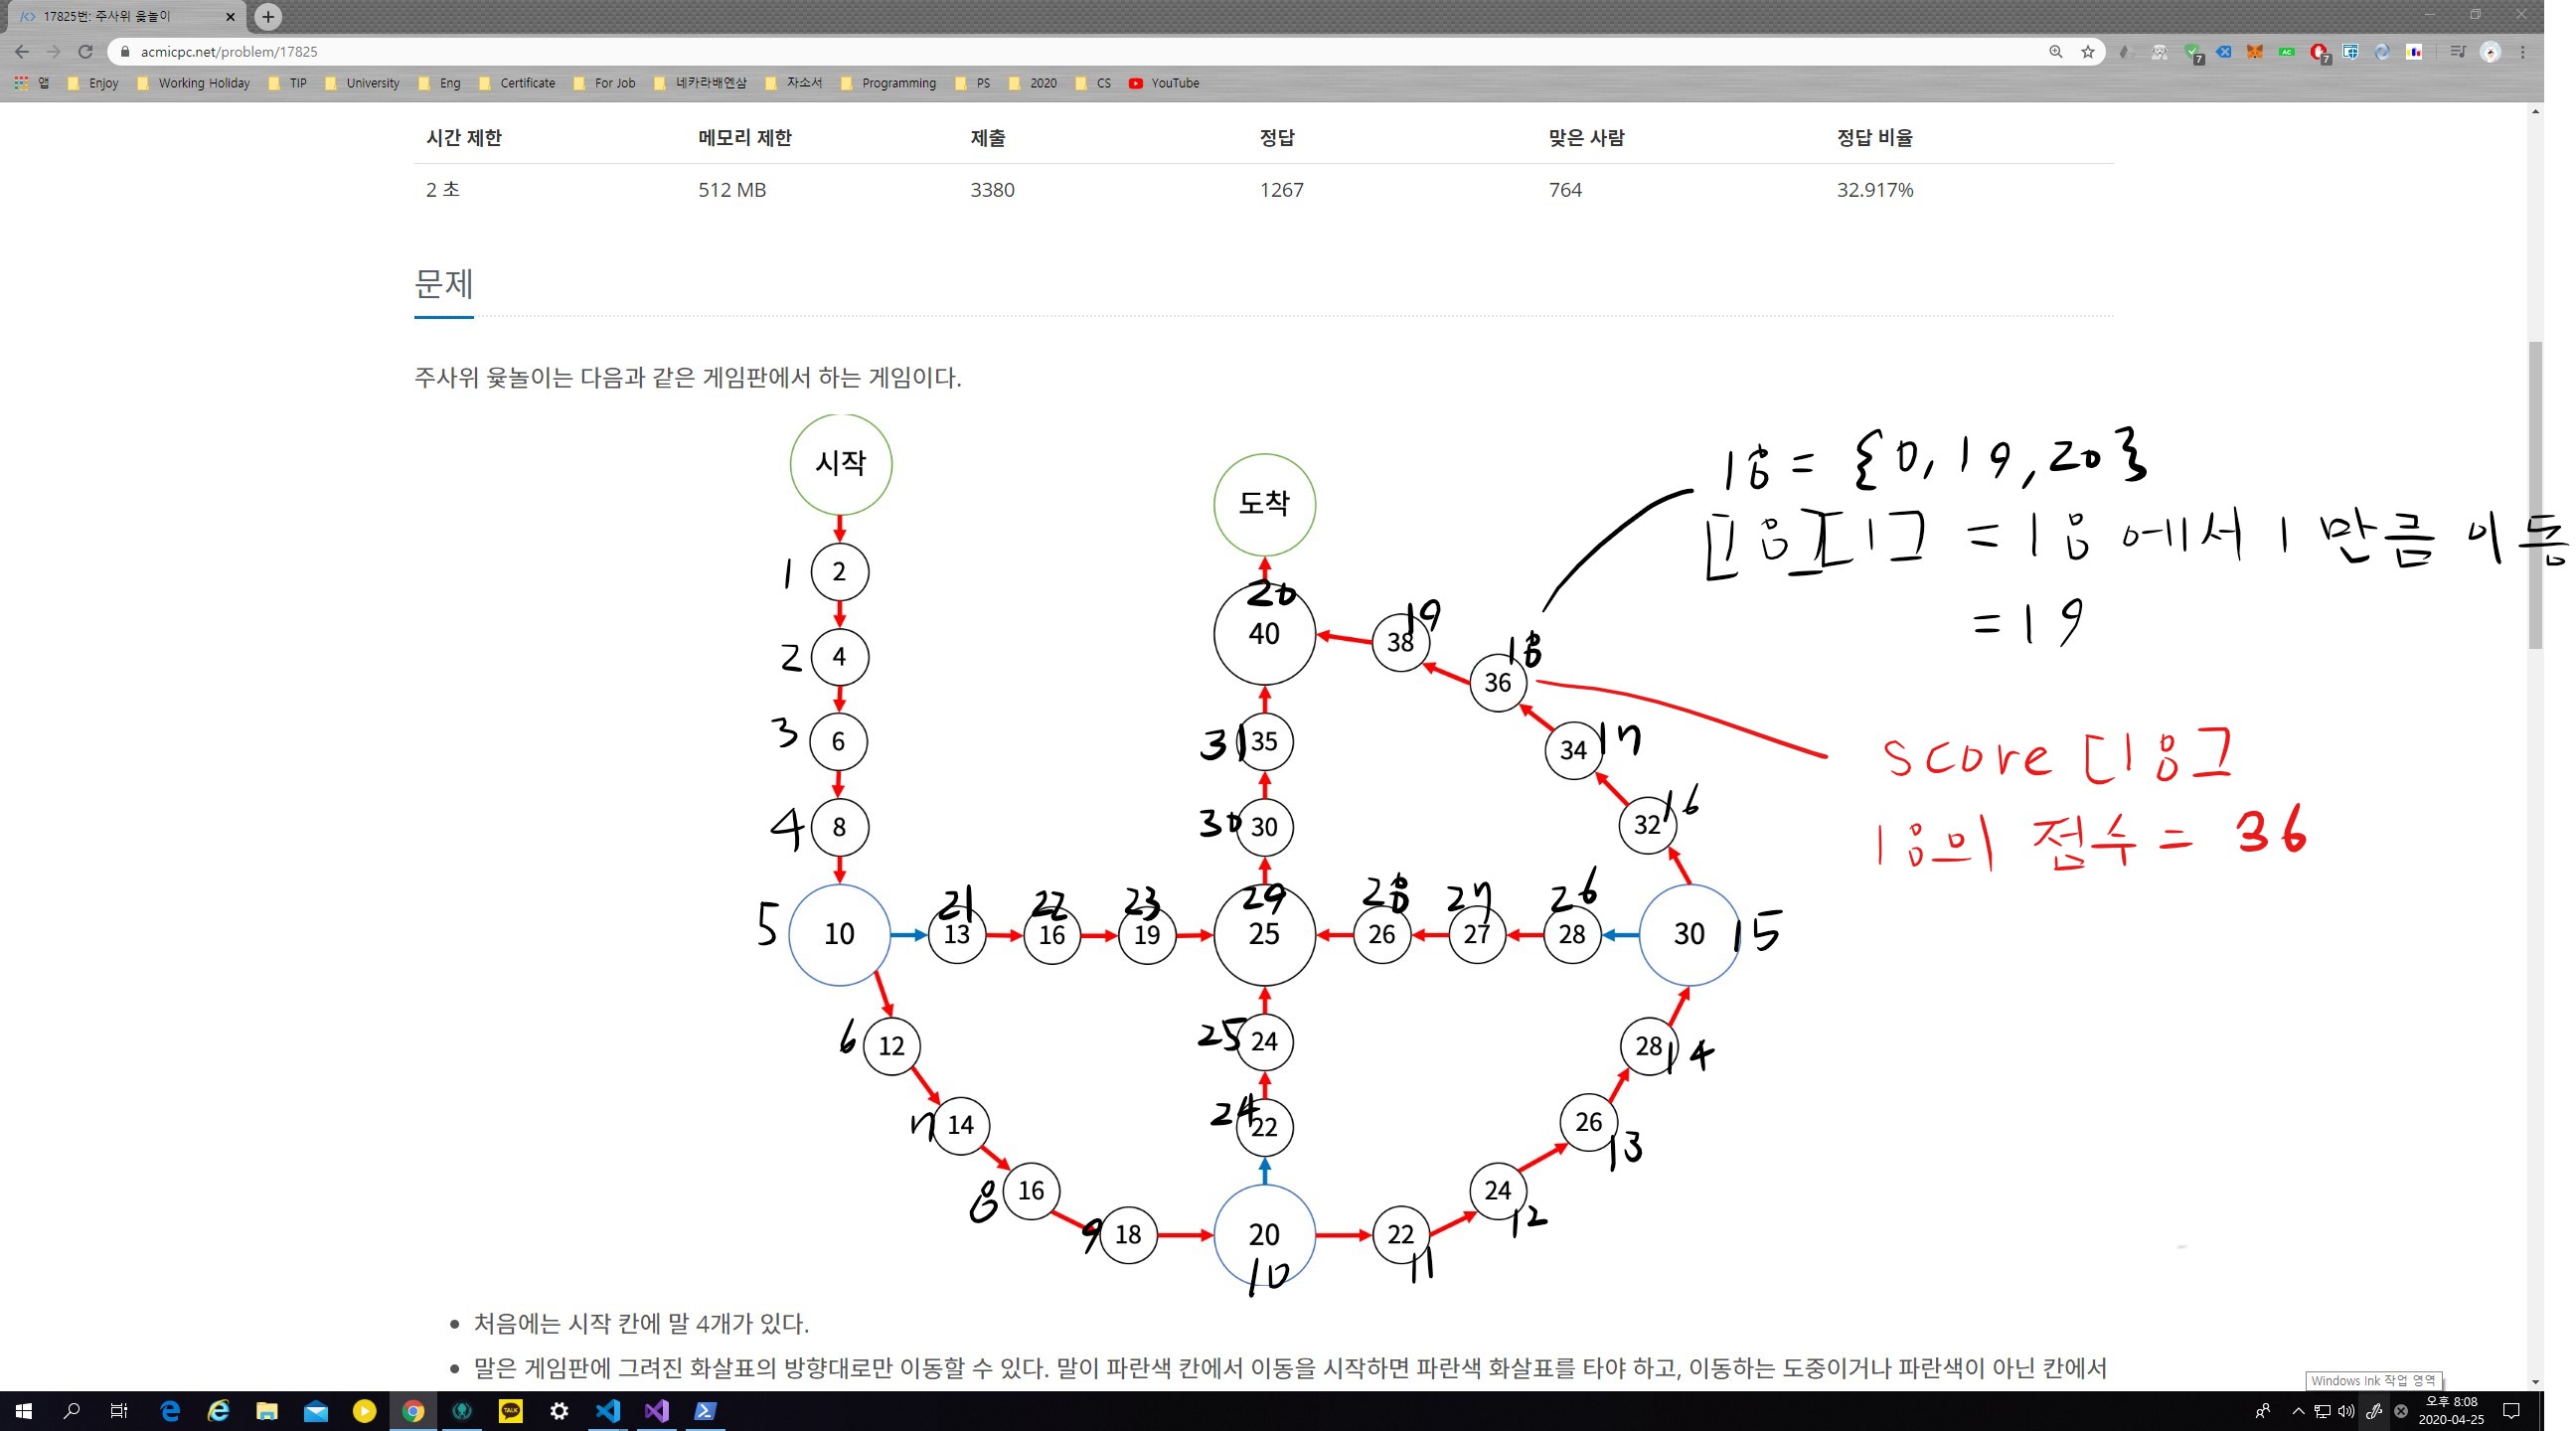 17825번: 주사위 윷놀이
acmicpc.net/problem/17825
앱 Enjoy Working Holiday TIP University Eng Certificate For Job 네카라배엔삼 자소서 Programming PS 2020 CS YouTube
시간 제한 메모리 제한 제출 정답 맞은 사람 정답 비율
2 초 512 MB 3380 1267 764 32.917%
문제
주사위 윷놀이는 다음과 같은 게임판에서 하는 게임이다.
시작
도착
18 = {0, 19, 20}
[18][1] = 18 에서 1 만큼 이동
= 19
1 2
20
40
38 19
36 18
2 4
3 6
31 35
34 17
score [18]
18의 점수 = 36
4 8
30 30
32 16
5 10
21
13
22
16
23
19
29
25
28
26
27
27
26
28
30 15
6 12
25 24
28 14
7 14
24 22
26 13
8 16
24 12
9 18
20
10
22 11
처음에는 시작 칸에 말 4개가 있다.
말은 게임판에 그려진 화살표의 방향대로만 이동할 수 있다. 말이 파란색 칸에서 이동을 시작하면 파란색 화살표를 타야 하고, 이동하는 도중이거나 파란색이 아닌 칸에서
Windows Ink 작업 영역
오후 8:08
2020-04-25